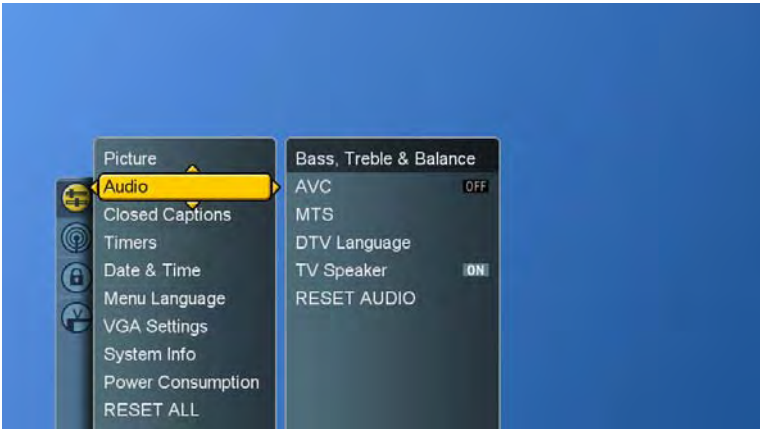 Picture
Audio
Closed Captions
Timers
Date & Time
Menu Language
VGA Settings
System Info
Power Consumption
RESET ALL
Bass, Treble & Balance
AVC OFF
MTS
DTV Language
TV Speaker ON
RESET AUDIO